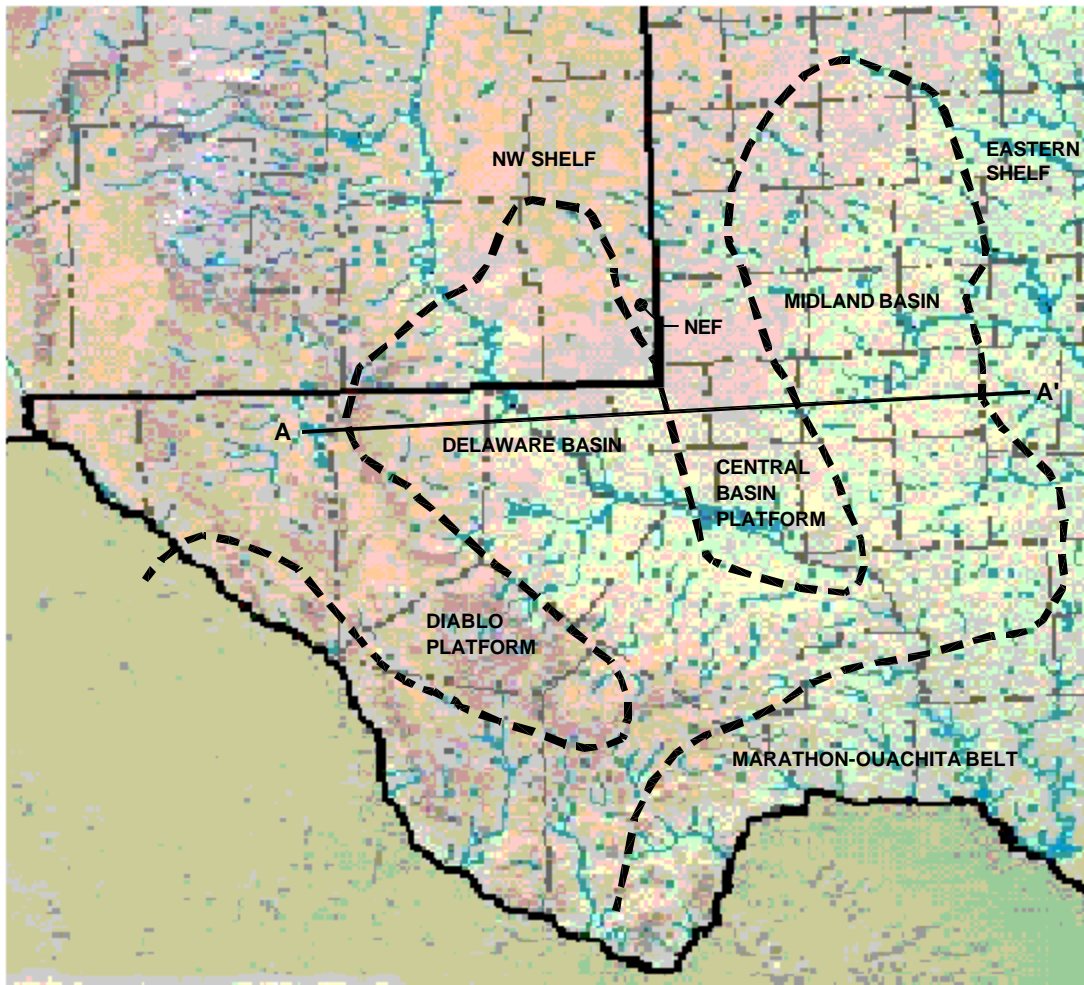 NW SHELF
EASTERN
SHELF
MIDLAND BASIN
NEF
A'
A
DELAWARE BASIN
CENTRAL
BASIN
PLATFORM
DIABLO
PLATFORM
MARATHON-OUACHITA BELT